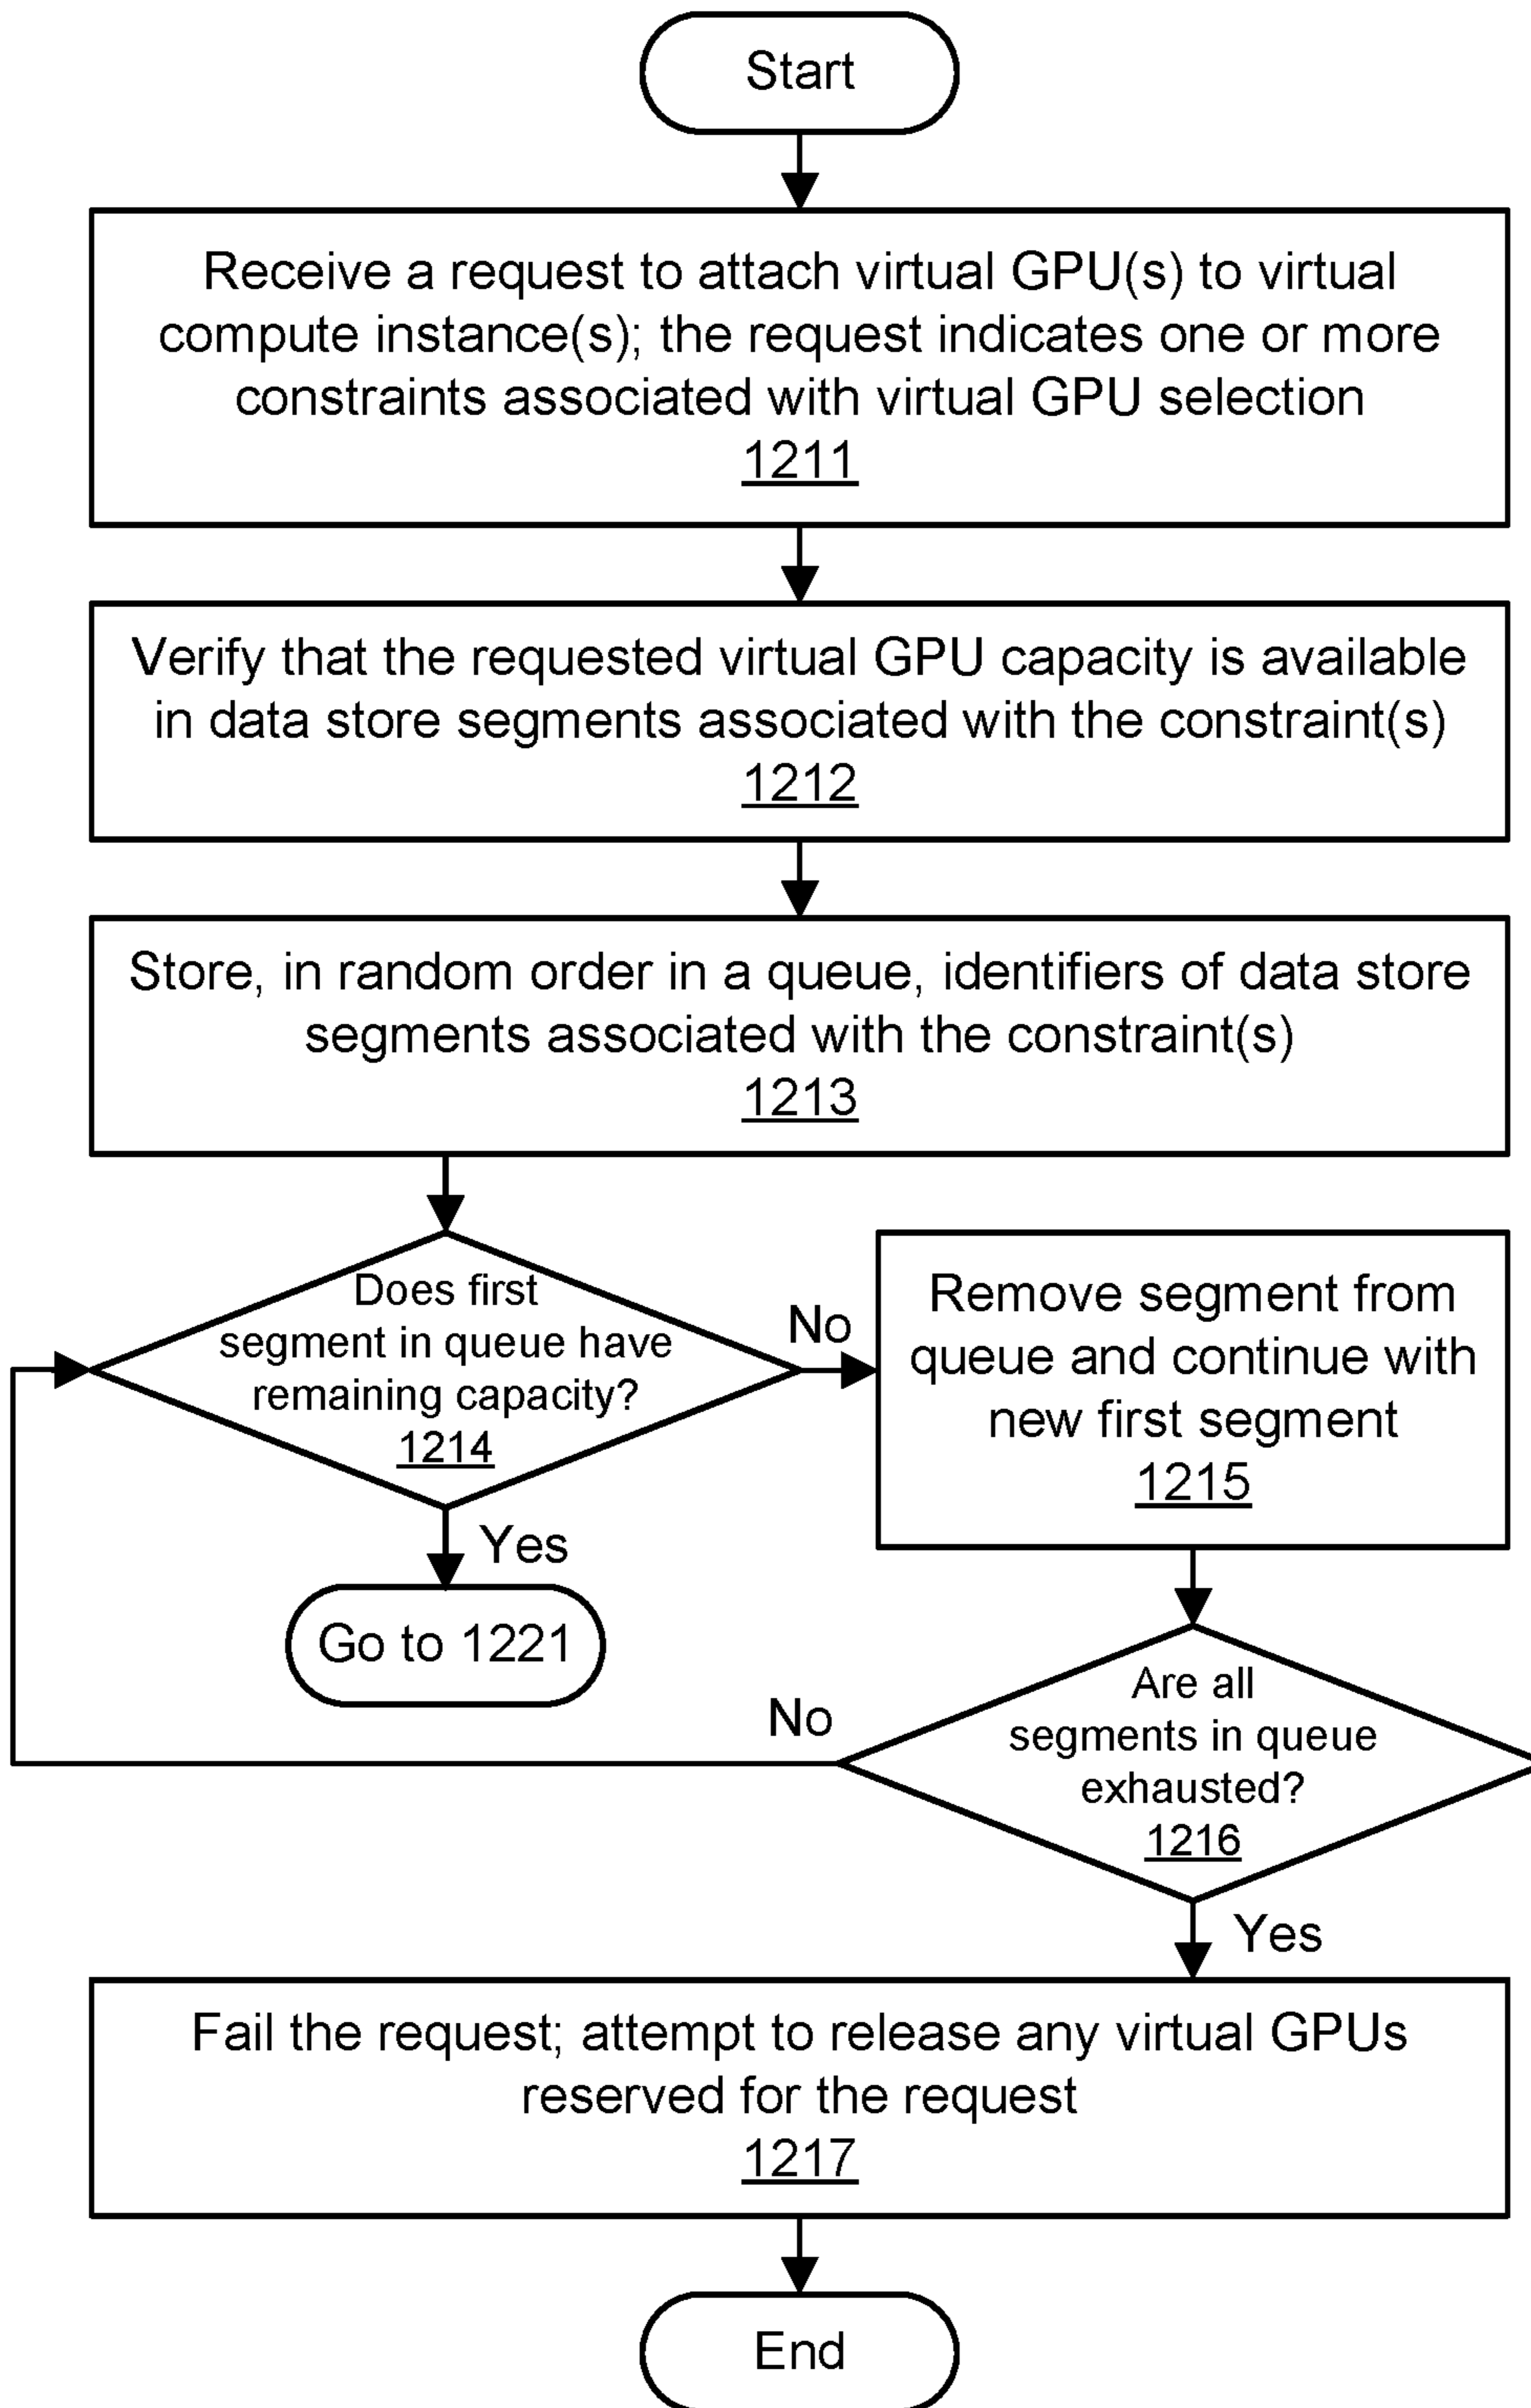 Start
Receive a request to attach virtual GPU(s) to virtual
compute instance(s); the request indicates one or more
constraints associated with virtual GPU selection
1211
Verify that the requested virtual GPU capacity is available
in data store segments associated with the constraint(s)
1212
Store, in random order in a queue, identifiers of data store
segments associated with the constraint(s)
1213
Does first
segment in queue have
remaining capacity?
1214
No
Remove segment from
queue and continue with
new first segment
1215
Yes
Go to 1221
Are all
segments in queue
exhausted?
1216
No
Yes
Fail the request; attempt to release any virtual GPUs
reserved for the request
1217
End